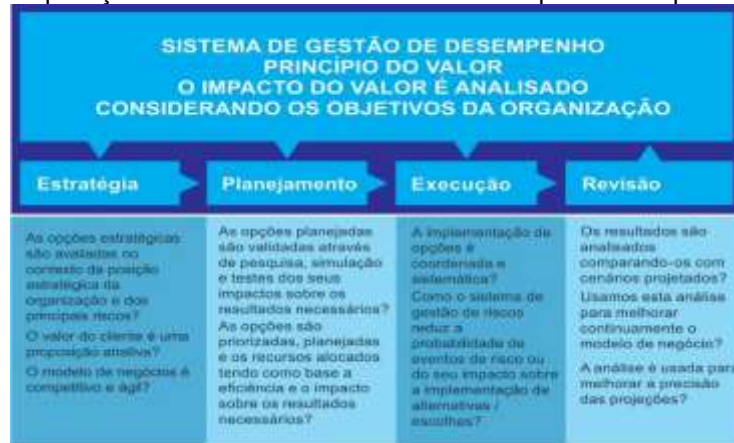 SISTEMA DE GESTÃO DE DESEMPENHO
PRINCÍPIO DO VALOR
O IMPACTO DO VALOR É ANALISADO
CONSIDERANDO OS OBJETIVOS DA ORGANIZAÇÃO
Estratégia
As opções estratégicas
são avaliadas no
contexto da posição
estratégica da
organização e dos
principais riscos?
O valor do cliente é uma
proposição atrativa?
O modelo de negócios é
competitivo e ágil?
Planejamento
As opções planejadas
são validadas através
de pesquisa, simulação
e testes dos seus
impactos sobre os
resultados necessários?
As opções são
priorizadas, planejadas
e os recursos alocados
tendo como base a
eficiência e o impacto
sobre os resultados
necessários?
Execução
A implementação de
opções é
coordenada e
sistemática?
Como o sistema de
gestão de riscos
reduz a
probabilidade de
eventos de risco ou
do seu impacto sobre
a implementação de
alternativas /
escolhas?
Revisão
Os resultados são
analisados
comparando-os com
cenários projetados?
Usamos esta análise
para melhorar
continuamente o
modelo de negócio?
A análise é usada para
melhorar a precisão
das projeções?